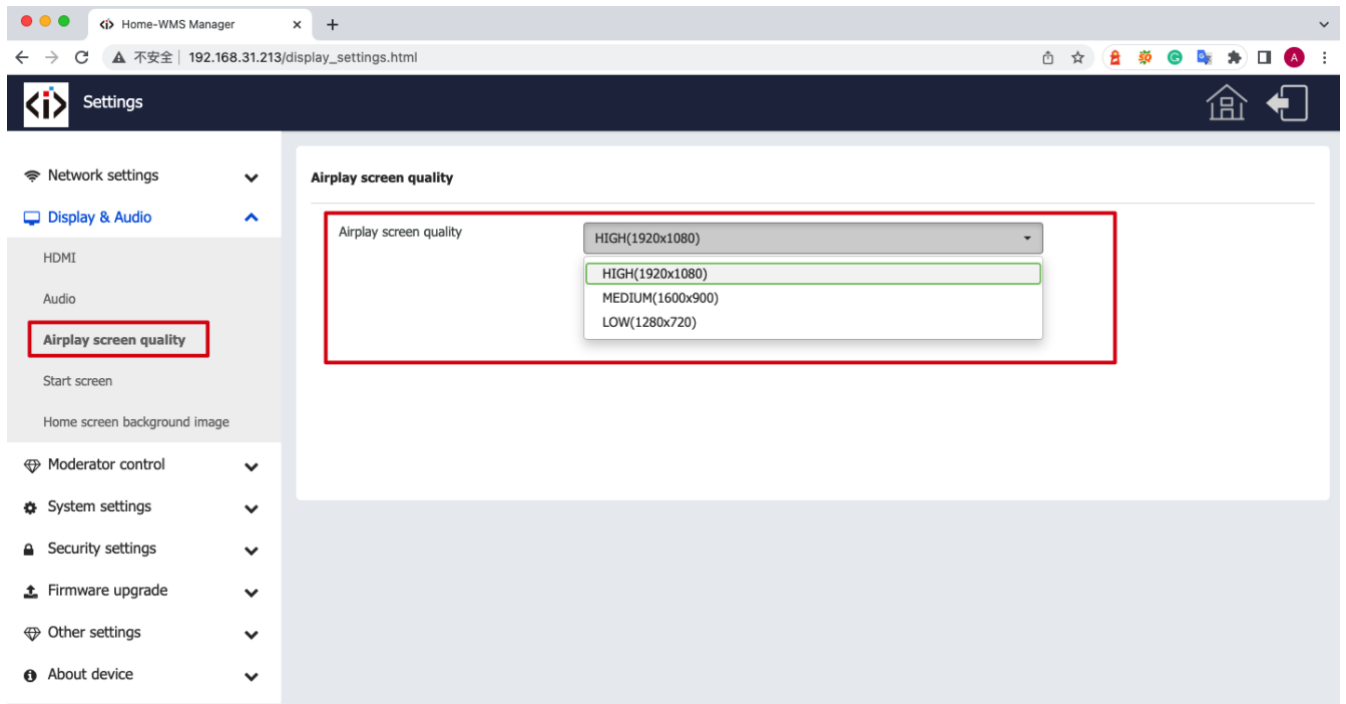 Home-WMS Manager
不安全 192.168.31.213/display_settings.html
A
Settings
Network settings
Display & Audio
HDMI
Audio
Airplay screen quality
Start screen
Home screen background image
Moderator control
System settings
Security settings
Firmware upgrade
Other settings
About device
Airplay screen quality
Airplay screen quality
HIGH(1920x1080)
HIGH(1920x1080)
MEDIUM(1600x900)
LOW(1280x720)